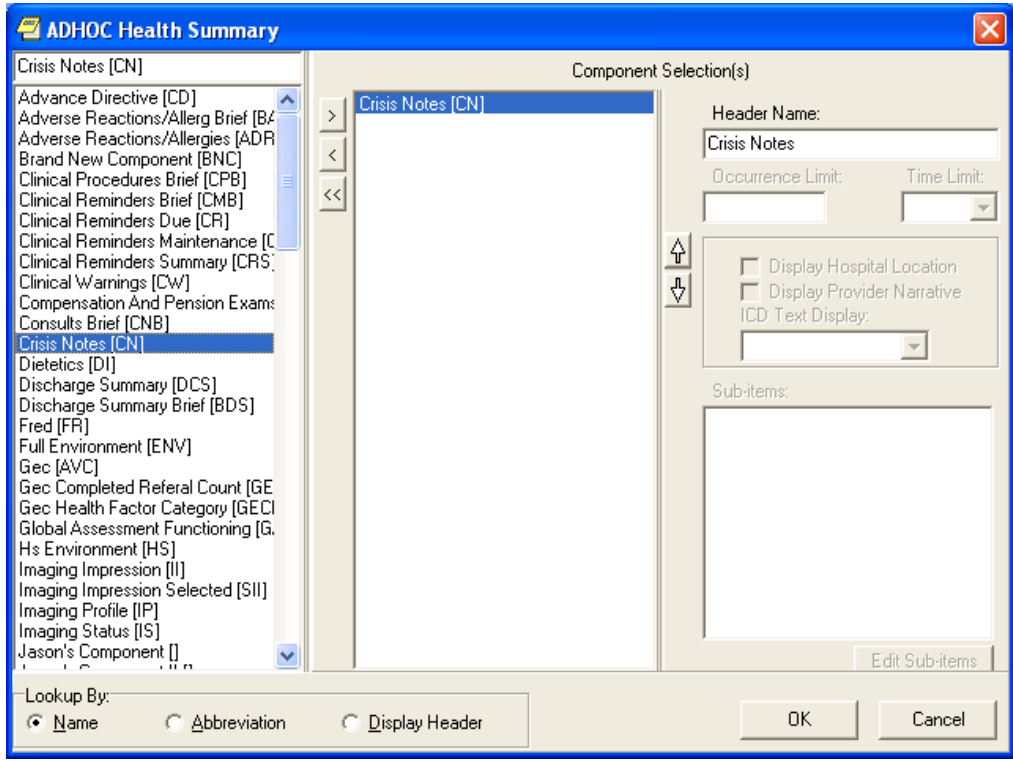 ADHOC Health Summary
Crisis Notes [CN]
Advance Directive [CD]
Adverse Reactions/Allerg Brief [BA
Adverse Reactions/Allergies [ADR
Brand New Component [BNC]
Clinical Procedures Brief [CPB]
Clinical Reminders Brief [CMB]
Clinical Reminders Due [CR]
Clinical Reminders Maintenance [C
Clinical Reminders Summary [CRS]
Clinical Warnings [CW]
Compensation And Pension Exams
Consults Brief [CNB]
Crisis Notes [CN]
Dietetics [DI]
Discharge Summary [DCS]
Discharge Summary Brief [BDS]
Fred [FR]
Full Environment [ENV]
Gec [AVC]
Gec Completed Referal Count [GE
Gec Health Factor Category [GECI
Global Assessment Functioning [G
Hs Environment [HS]
Imaging Impression [II]
Imaging Impression Selected [SII]
Imaging Profile [IP]
Imaging Status [IS]
Jason's Component []
Component Selection(s)
>
<
<<
Crisis Notes [CN]
Header Name:
Crisis Notes
Occurrence Limit: Time Limit:
Display Hospital Location
Display Provider Narrative
ICD Text Display:
Sub-items:
Edit Sub-items
Lookup By:
Name Abbreviation Display Header
OK Cancel